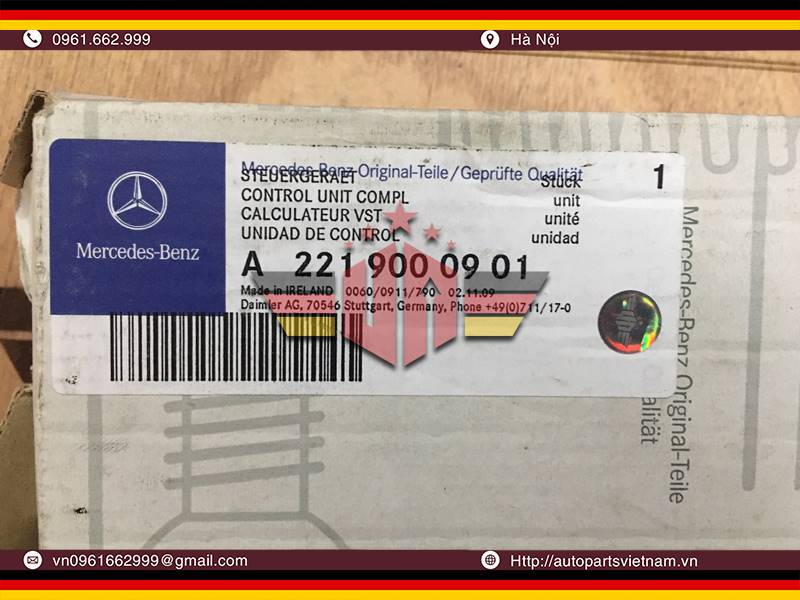 0961.662.999
Hà Nội
Mercedes-Benz Original-Teile/Geprüfte Qualität
STEUERGERAET Stück 1
CONTROL UNIT COMPL unit
CALCULATEUR VST unité
UNIDAD DE CONTROL unidad
Mercedes-Benz
A 221 900 09 01
Made in IRELAND 0060/0911/790 02.11.09
Daimler AG, 70546 Stuttgart, Germany, Phone +49(0)711/17-0
Mercedes-Benz Original-Teile
alität
vn0961662999@gmail.com
Http://autopartsvietnam.vn